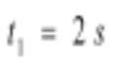 t₁ = 2 s